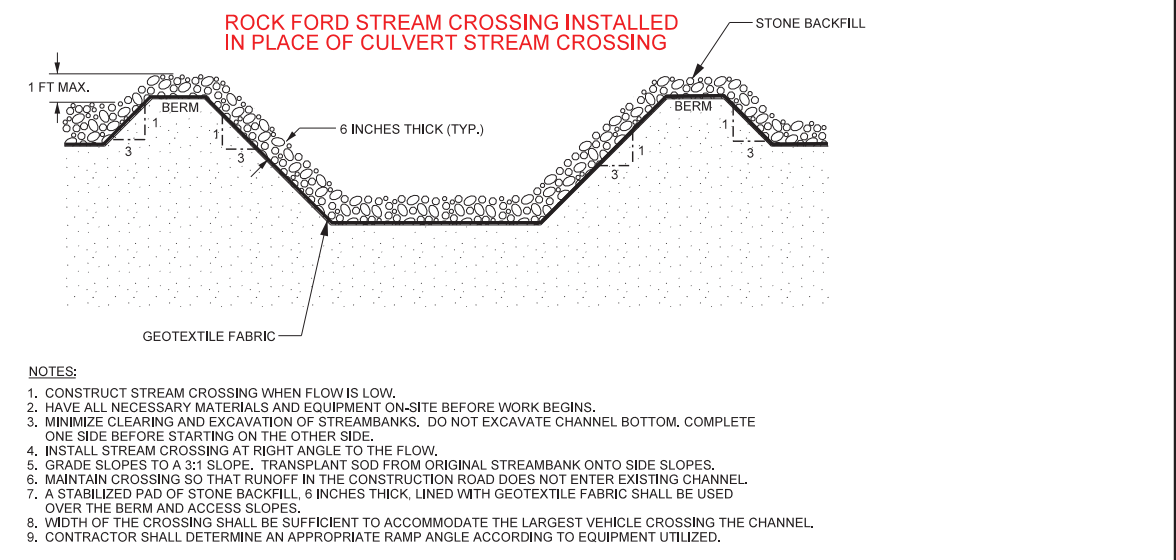 ROCK FORD STREAM CROSSING INSTALLED
IN PLACE OF CULVERT STREAM CROSSING
STONE BACKFILL
1 FT MAX.
BERM
BERM
6 INCHES THICK (TYP.)
1
3
1
3
1
3
1
3
GEOTEXTILE FABRIC
NOTES:
1. CONSTRUCT STREAM CROSSING WHEN FLOW IS LOW.
2. HAVE ALL NECESSARY MATERIALS AND EQUIPMENT ON-SITE BEFORE WORK BEGINS.
3. MINIMIZE CLEARING AND EXCAVATION OF STREAMBANKS. DO NOT EXCAVATE CHANNEL BOTTOM. COMPLETE
ONE SIDE BEFORE STARTING ON THE OTHER SIDE.
4. INSTALL STREAM CROSSING AT RIGHT ANGLE TO THE FLOW.
5. GRADE SLOPES TO A 3:1 SLOPE. TRANSPLANT SOD FROM ORIGINAL STREAMBANK ONTO SIDE SLOPES.
6. MAINTAIN CROSSING SO THAT RUNOFF IN THE CONSTRUCTION ROAD DOES NOT ENTER EXISTING CHANNEL.
7. A STABILIZED PAD OF STONE BACKFILL, 6 INCHES THICK, LINED WITH GEOTEXTILE FABRIC SHALL BE USED
OVER THE BERM AND ACCESS SLOPES.
8. WIDTH OF THE CROSSING SHALL BE SUFFICIENT TO ACCOMMODATE THE LARGEST VEHICLE CROSSING THE CHANNEL.
9. CONTRACTOR SHALL DETERMINE AN APPROPRIATE RAMP ANGLE ACCORDING TO EQUIPMENT UTILIZED.